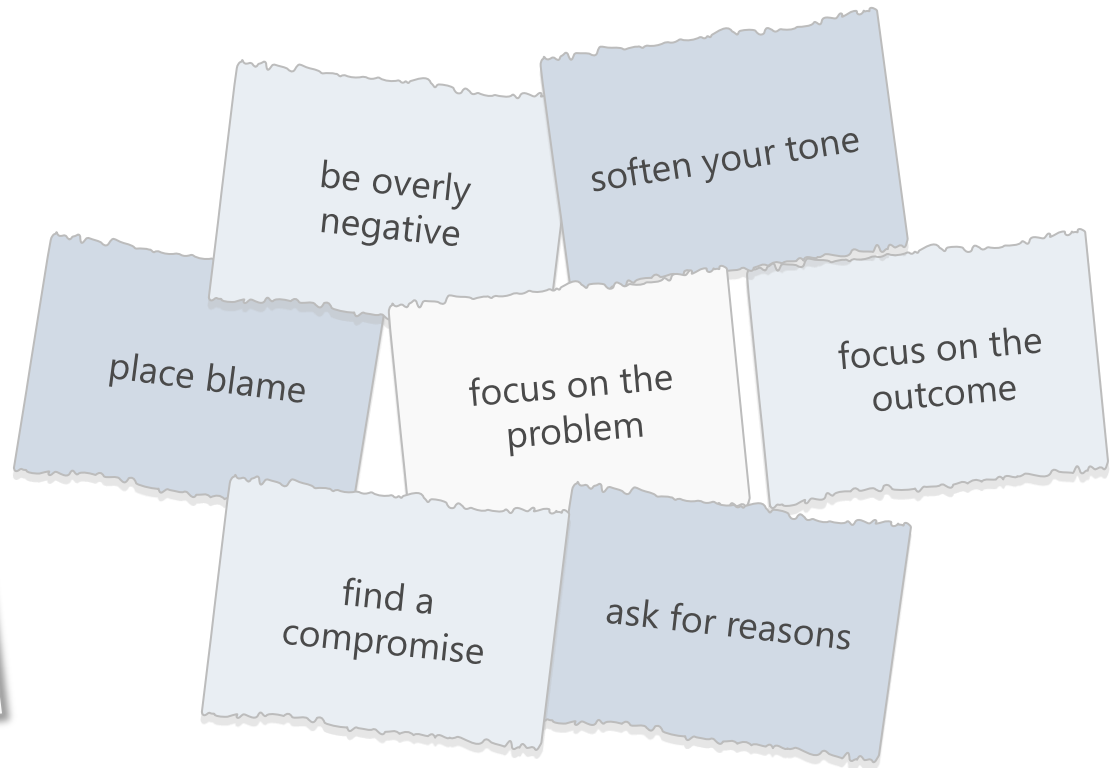 be overly
negative
soften your tone
place blame
focus on the
problem
focus on the
outcome
find a
compromise
ask for reasons